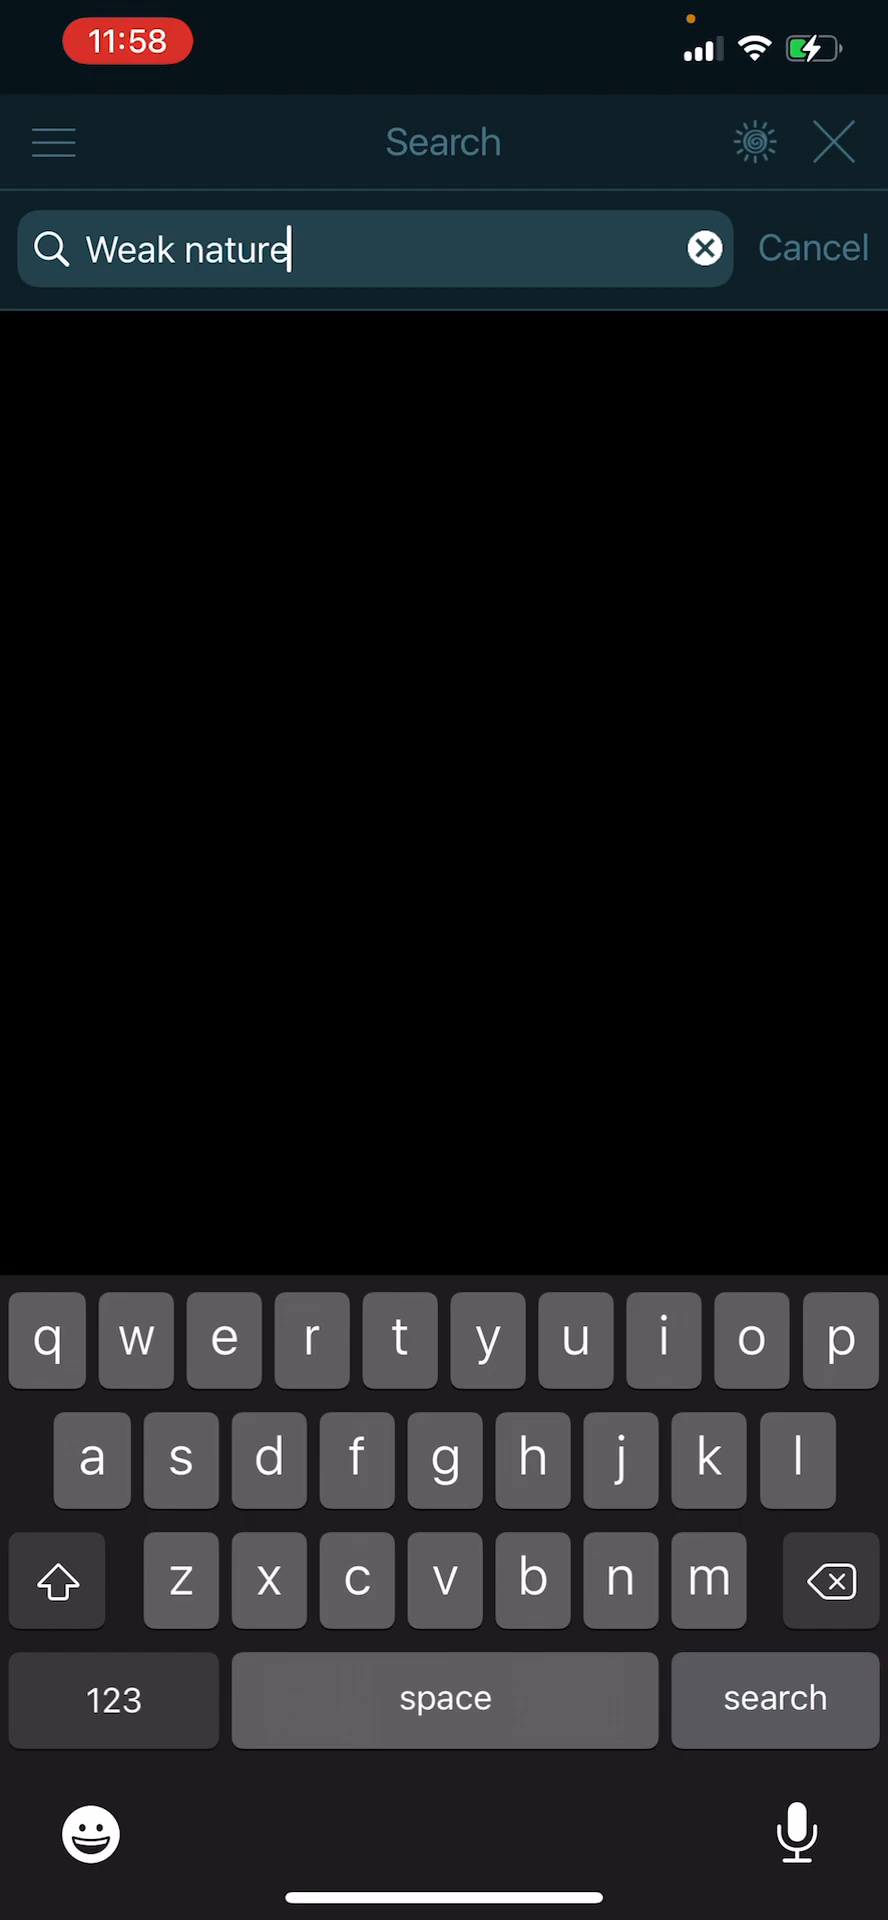 11:58
Search
Weak nature
Cancel
q w e r t y u i o p
a s d f g h j k l
z x c v b n m
123 space search